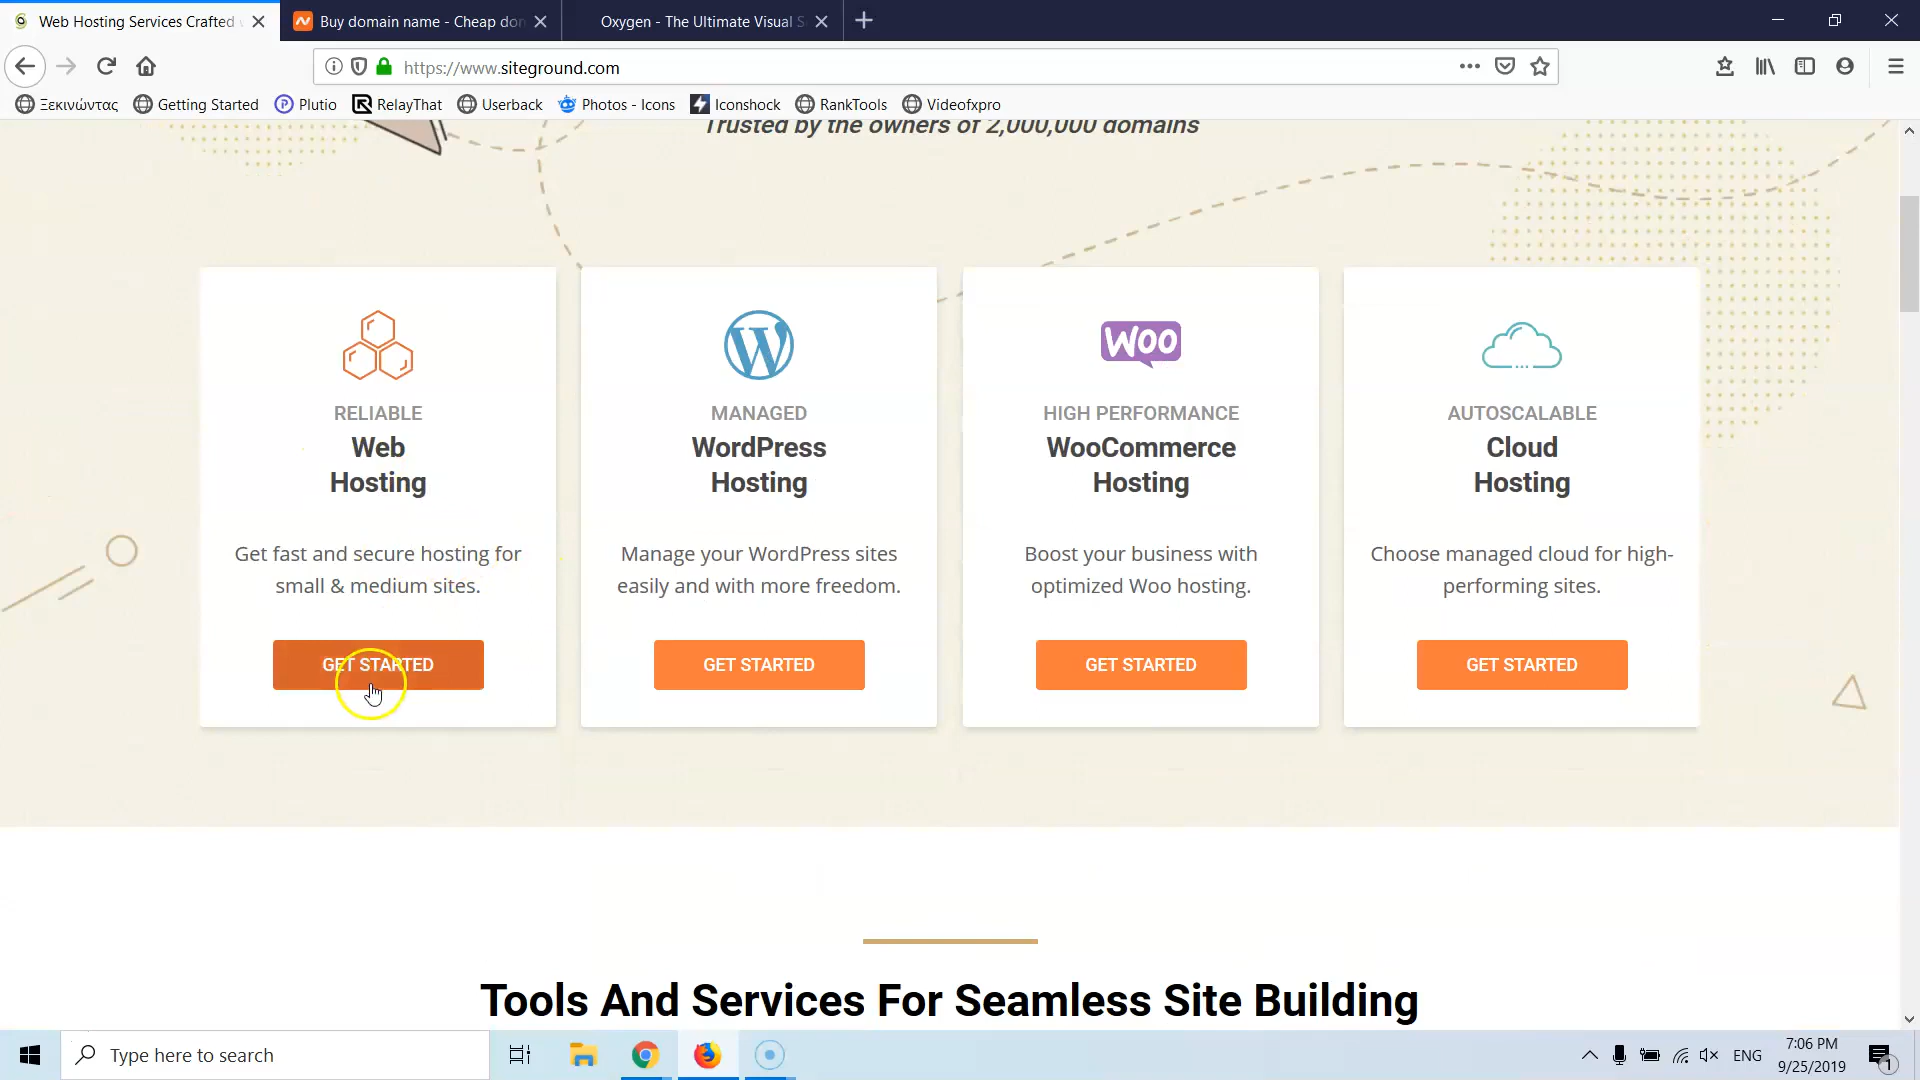 Web Hosting Services Crafted
Buy domain name - Cheap do
Oxygen - The Ultimate Visual S
https://www.siteground.com
Ξεκινώντας
Getting Started
Plutio
RelayThat
Userback
Photos - Icons
Iconshock
RankTools
Videofxpro
Trusted by the owners of 2,000,000 domains
RELIABLE
Web
Hosting
Get fast and secure hosting for
small & medium sites.
GET STARTED
MANAGED
WordPress
Hosting
Manage your WordPress sites
easily and with more freedom.
GET STARTED
WOO
HIGH PERFORMANCE
WooCommerce
Hosting
Boost your business with
optimized Woo hosting.
GET STARTED
AUTOSCALABLE
Cloud
Hosting
Choose managed cloud for high-
performing sites.
GET STARTED
Tools And Services For Seamless Site Building
Type here to search
ENG
7:06 PM
9/25/2019
1